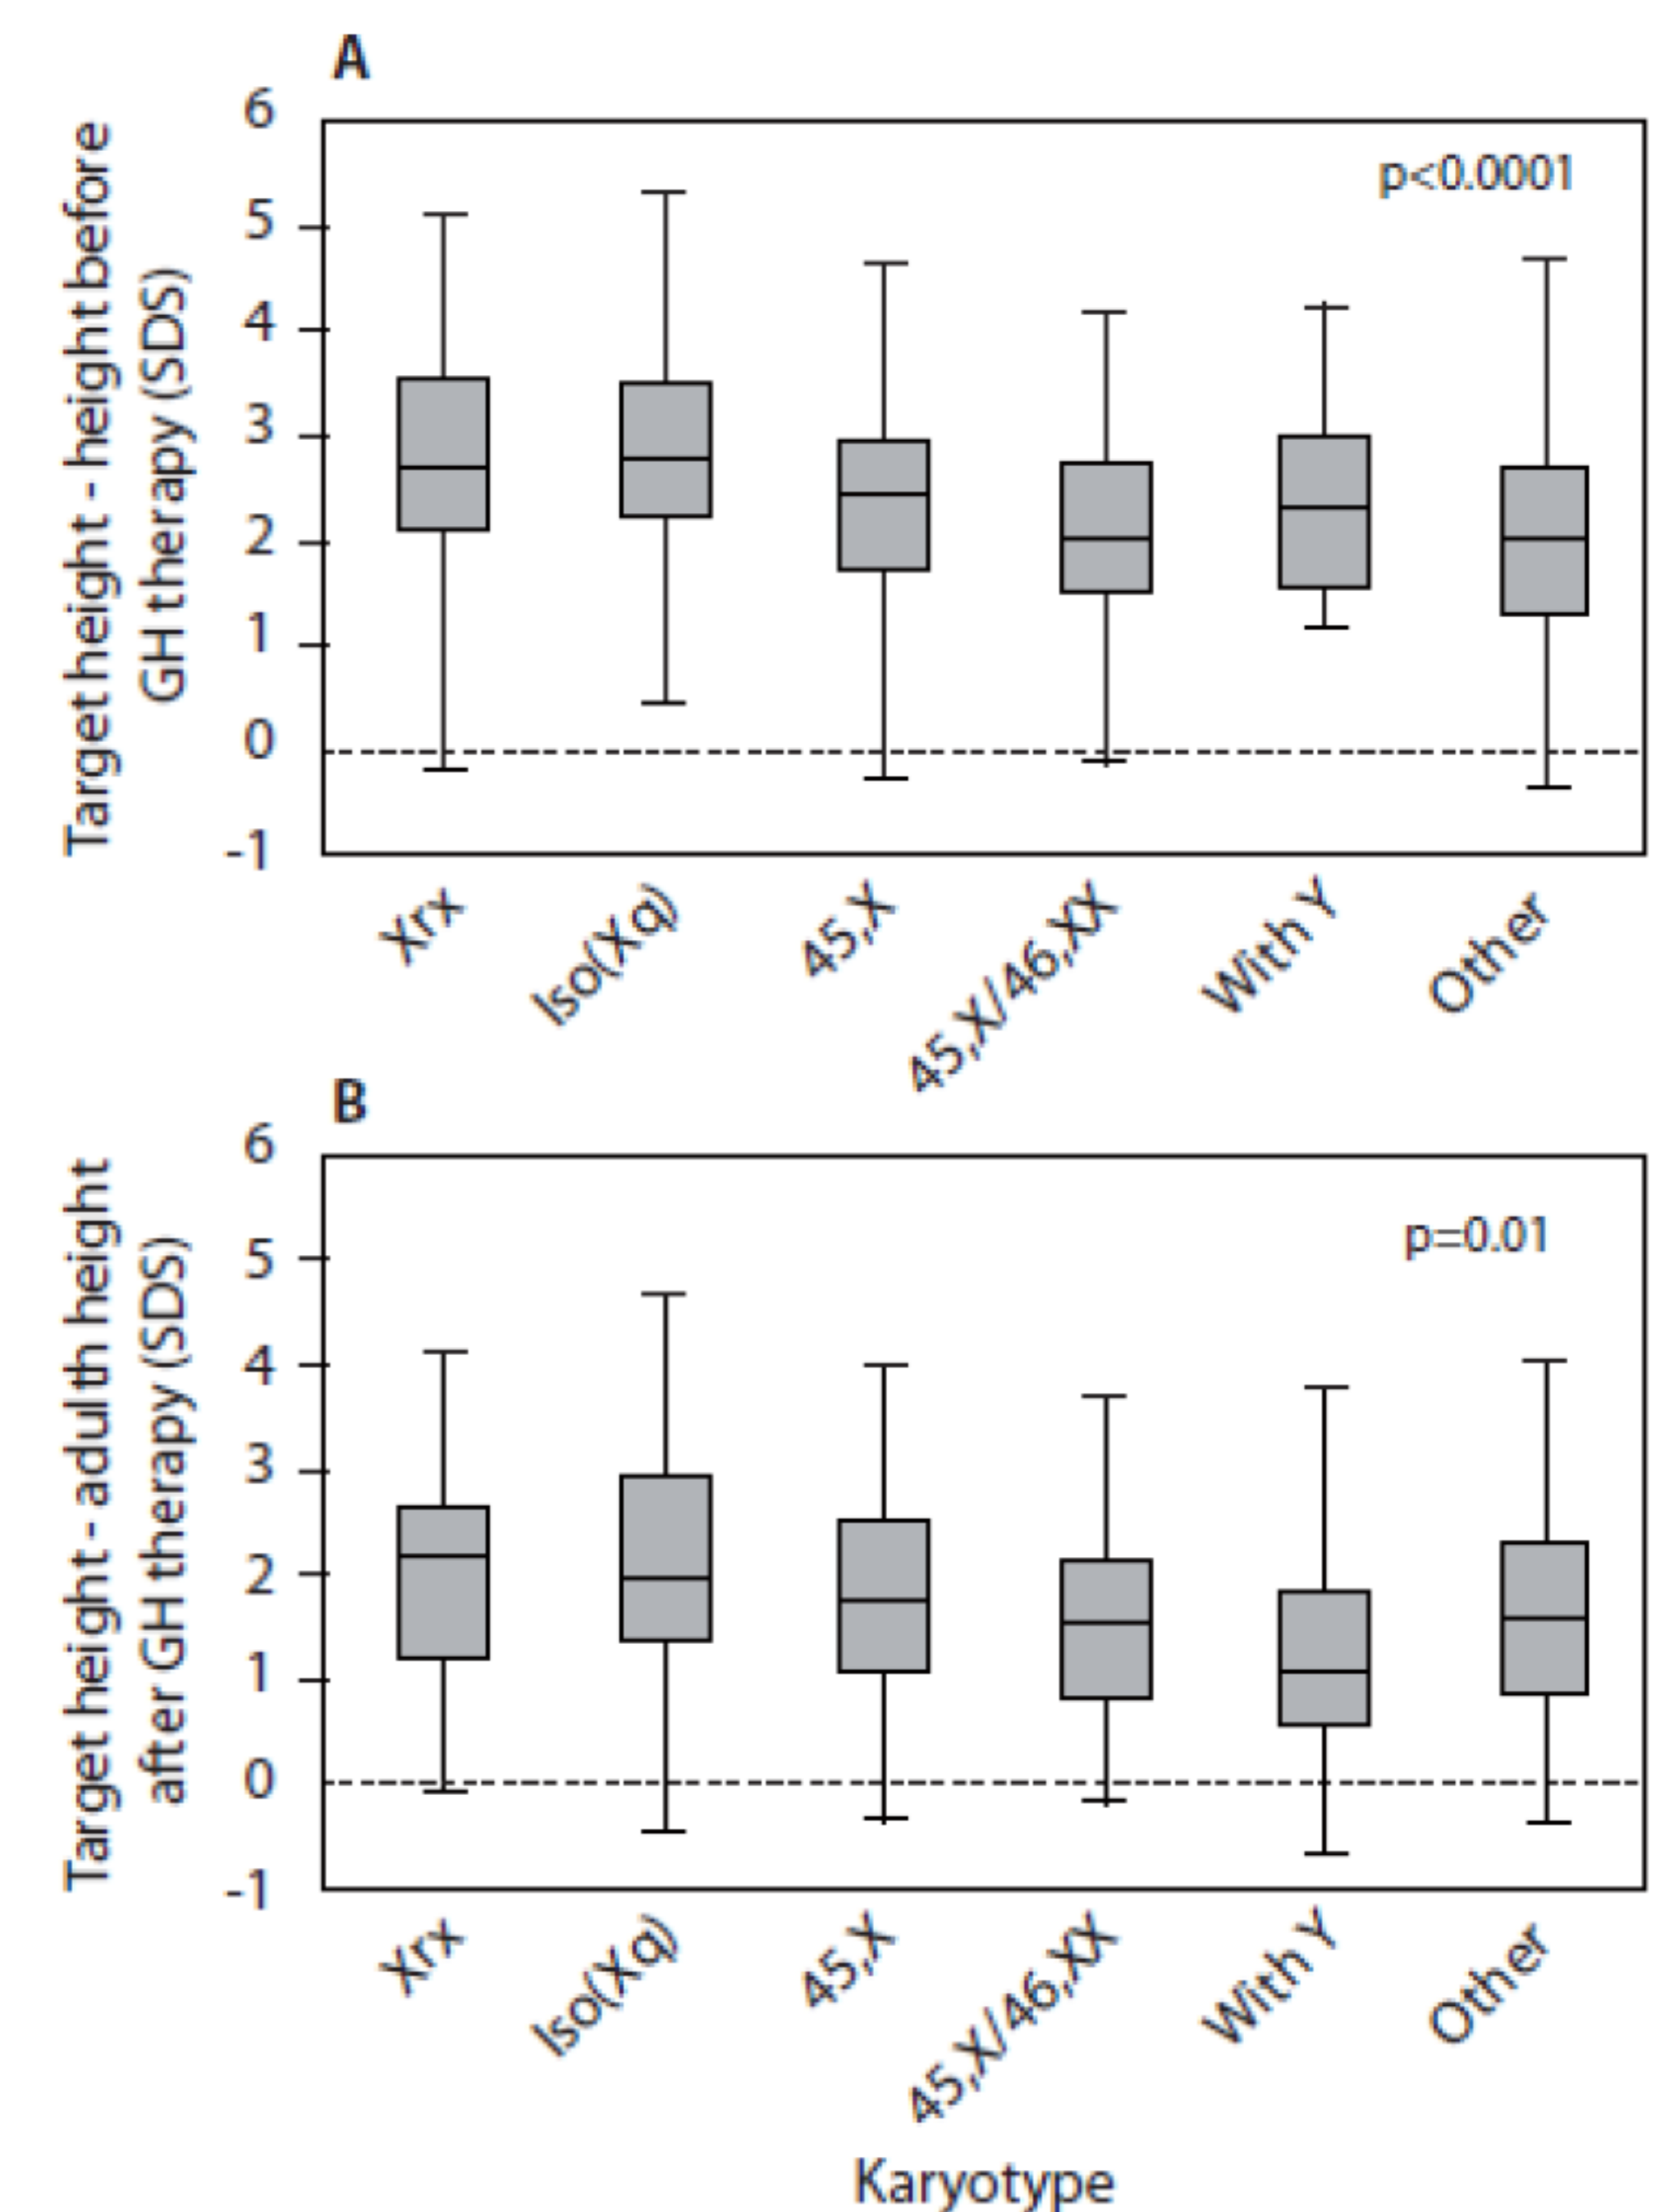 A
Target height - height before
GH therapy (SDS)
6
5
4
3
2
1
0
-1
p<0.0001
Xrx
Iso(Xq)
45,X
45,X/46,XX
With Y
Other
B
Target height - adulth height
after GH therapy (SDS)
6
5
4
3
2
1
0
-1
p=0.01
Xrx
Iso(Xq)
45,X
45,X/46,XX
With Y
Other
Karyotype